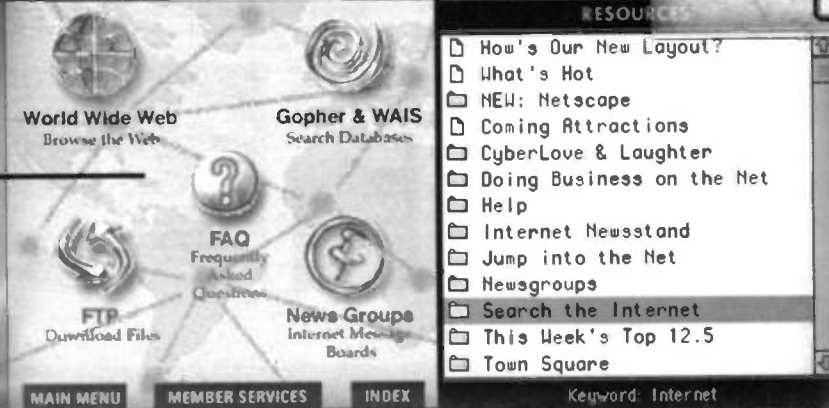 World Wide Web
Browse the Web
Gopher & WAIS
Search Databases
FAQ
Frequently
Asked
Questions
FTP
Download Files
News Groups
Internet Message
Boards
MAIN MENU
MEMBER SERVICES
INDEX
RESOURCES
How's Our New Layout?
What's Hot
NEW: Netscape
Coming Attractions
CyberLove & Laughter
Doing Business on the Net
Help
Internet Newsstand
Jump into the Net
Newsgroups
Search the Internet
This Week's Top 12.5
Town Square
Keyword: Internet